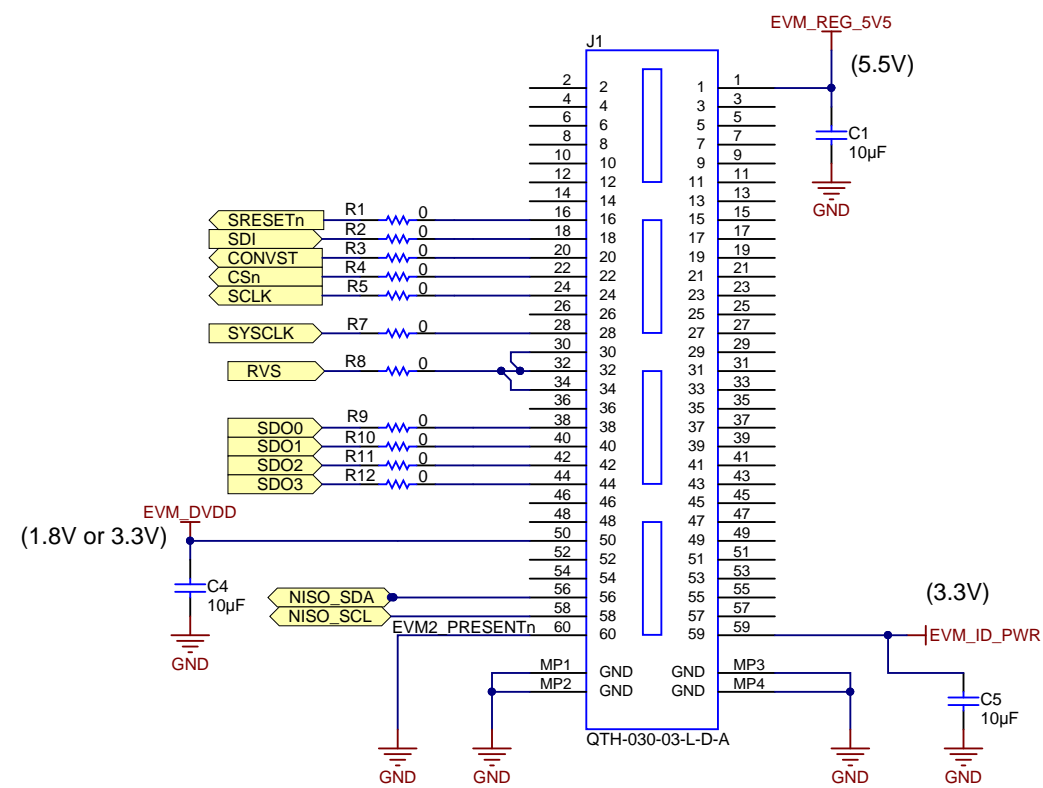 EVM_REG_5V5
J1
(5.5V)
2 2 1 1
4 4 3 3
6 6 5 5
8 8 7 7
C1
10µF
10 10 9 9
12 12 11 11
14 14 13 13
GND
SRESETn R1 0 16 16 15 15
SDI R2 0 18 18 17 17
CONVST R3 0 20 20 19 19
CSn R4 0 22 22 21 21
SCLK R5 0 24 24 23 23
26 26 25 25
SYSCLK R7 0 28 28 27 27
30 30 29 29
RVS R8 0 32 32 31 31
34 34 33 33
36 36 35 35
SDO0 R9 0 38 38 37 37
SDO1 R10 0 40 40 39 39
SDO2 R11 0 42 42 41 41
SDO3 R12 0 44 44 43 43
46 46 45 45
EVM_DVDD
48 48 47 47
(1.8V or 3.3V)
50 50 49 49
52 52 51 51
54 54 53 53
C4
10µF
NISO_SDA 56 56 55 55
(3.3V)
NISO_SCL 58 58 57 57
EVM2_PRESENTn 60 60 59 59
EVM_ID_PWR
GND
MP1 GND GND MP3
MP2 GND GND MP4
C5
10µF
QTH-030-03-L-D-A
GND GND GND GND